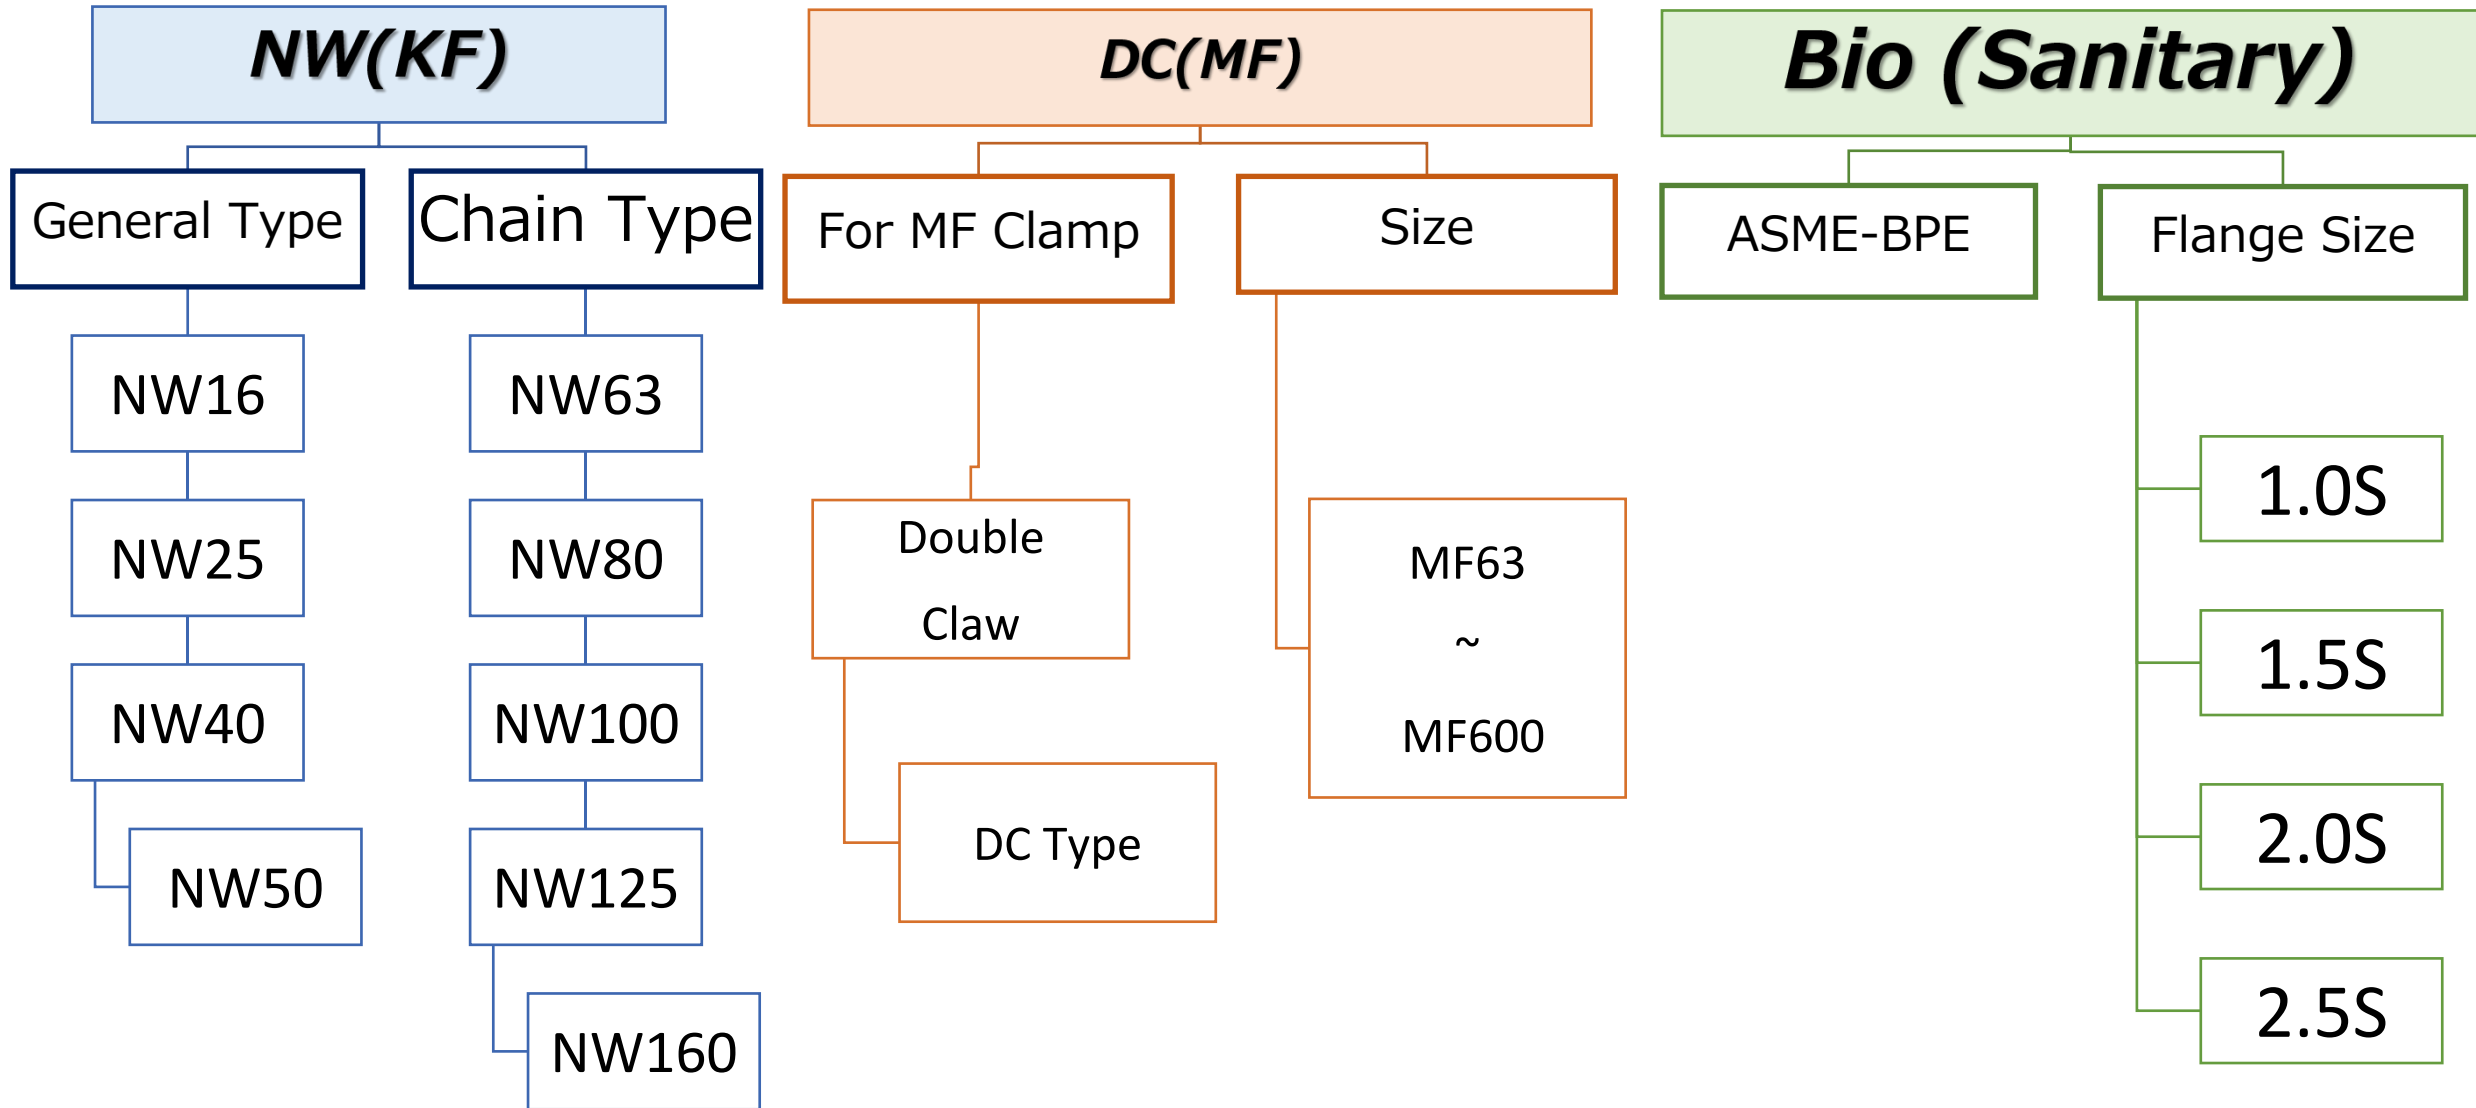 NW(KF)
General Type
NW16
NW25
NW40
NW50
Chain Type
NW63
NW80
NW100
NW125
NW160
DC(MF)
For MF Clamp
Double
Claw
DC Type
Size
MF63
~
MF600
Bio (Sanitary)
ASME-BPE
Flange Size
1.0S
1.5S
2.0S
2.5S